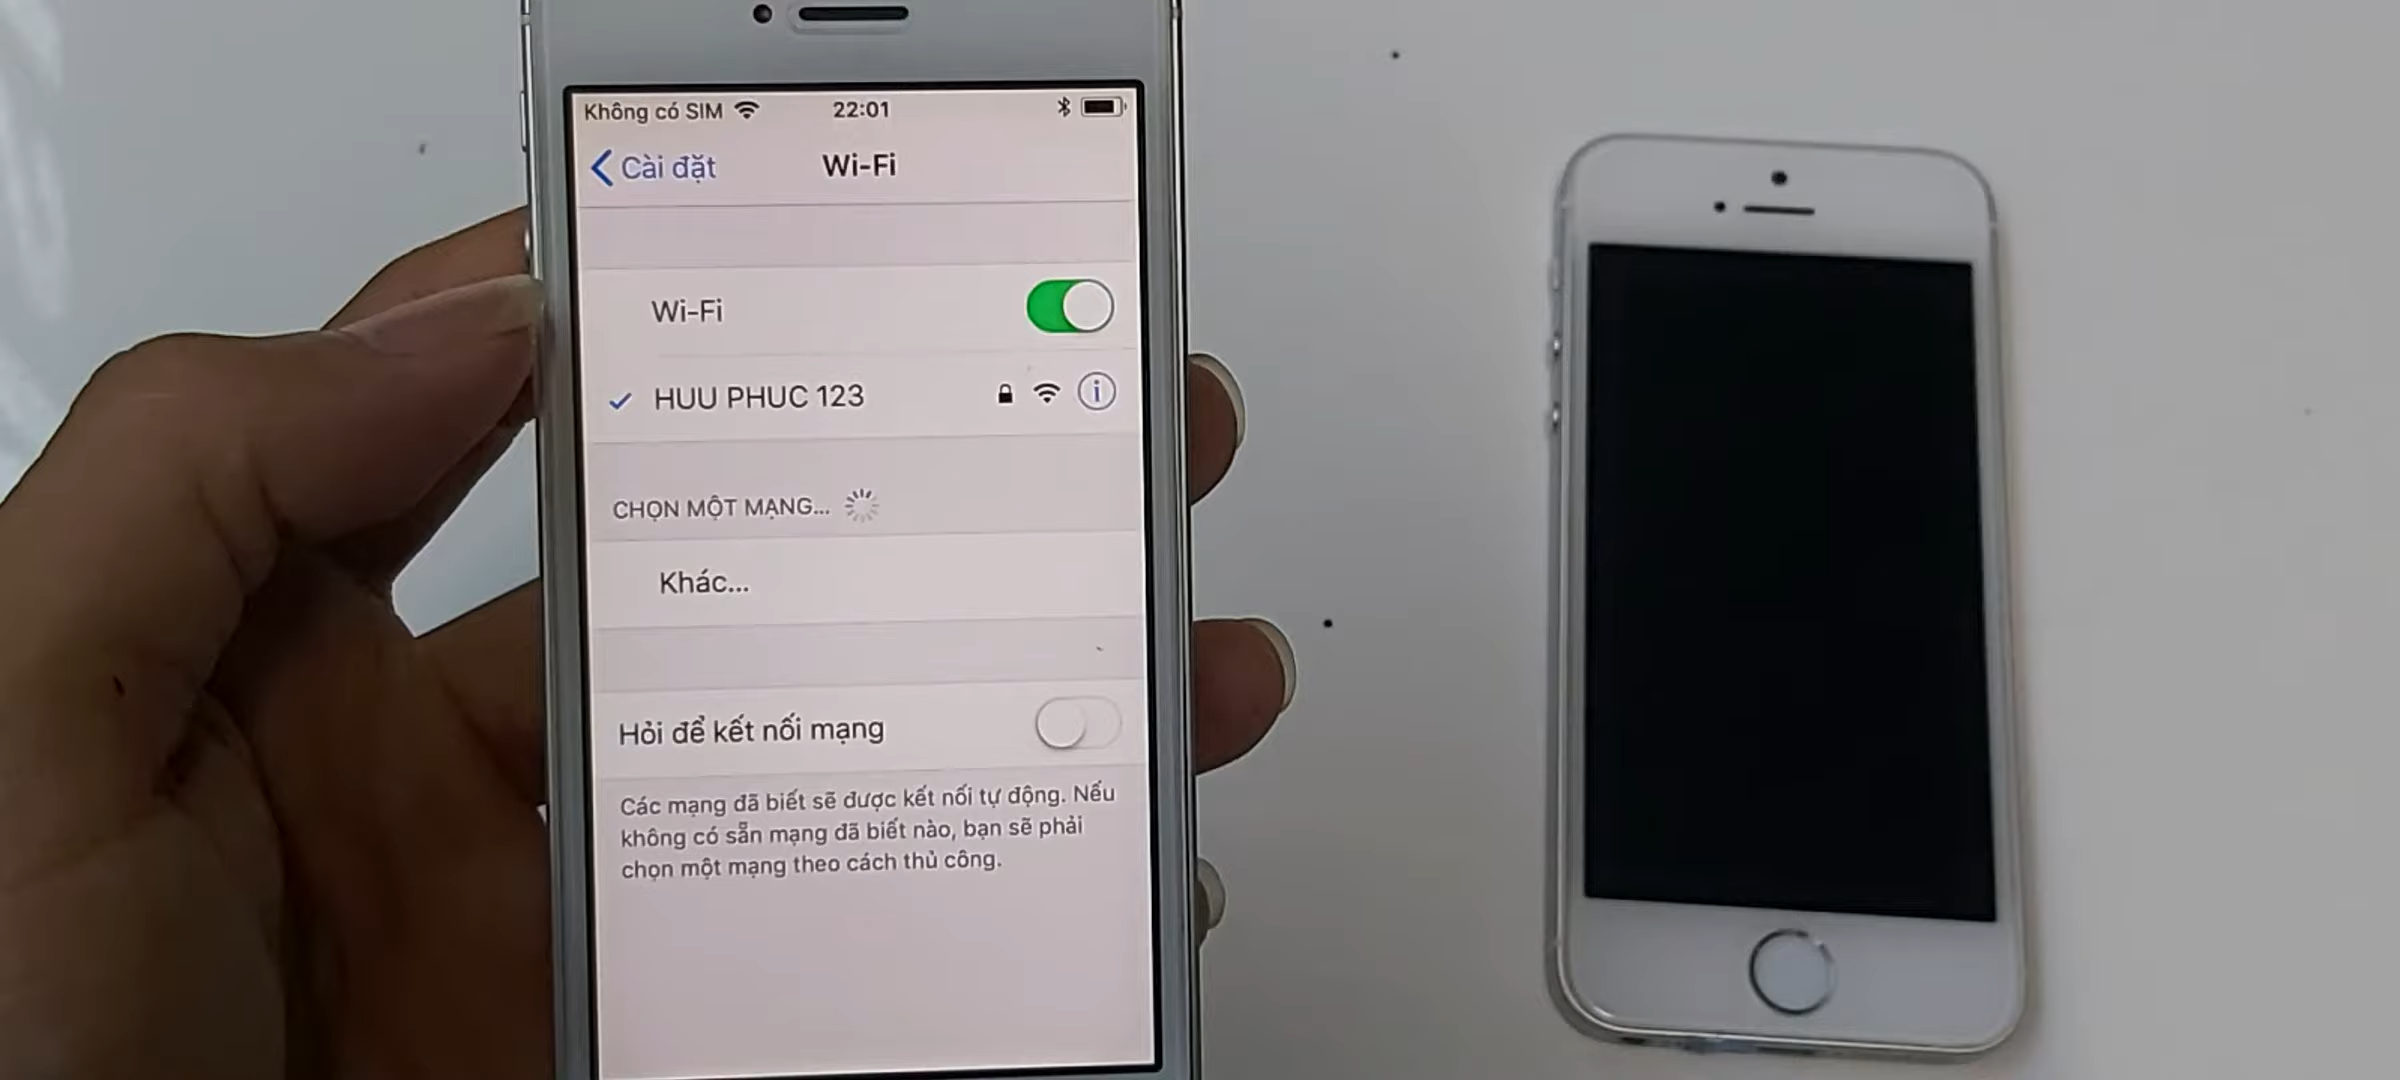 Không có SIM 22:01
Cài đặt Wi-Fi
Wi-Fi
HUU PHUC 123
CHỌN MỘT MẠNG...
Khác...
Hỏi để kết nối mạng
Các mạng đã biết sẽ được kết nối tự động. Nếu
không có sẵn mạng đã biết nào, bạn sẽ phải
chọn một mạng theo cách thủ công.